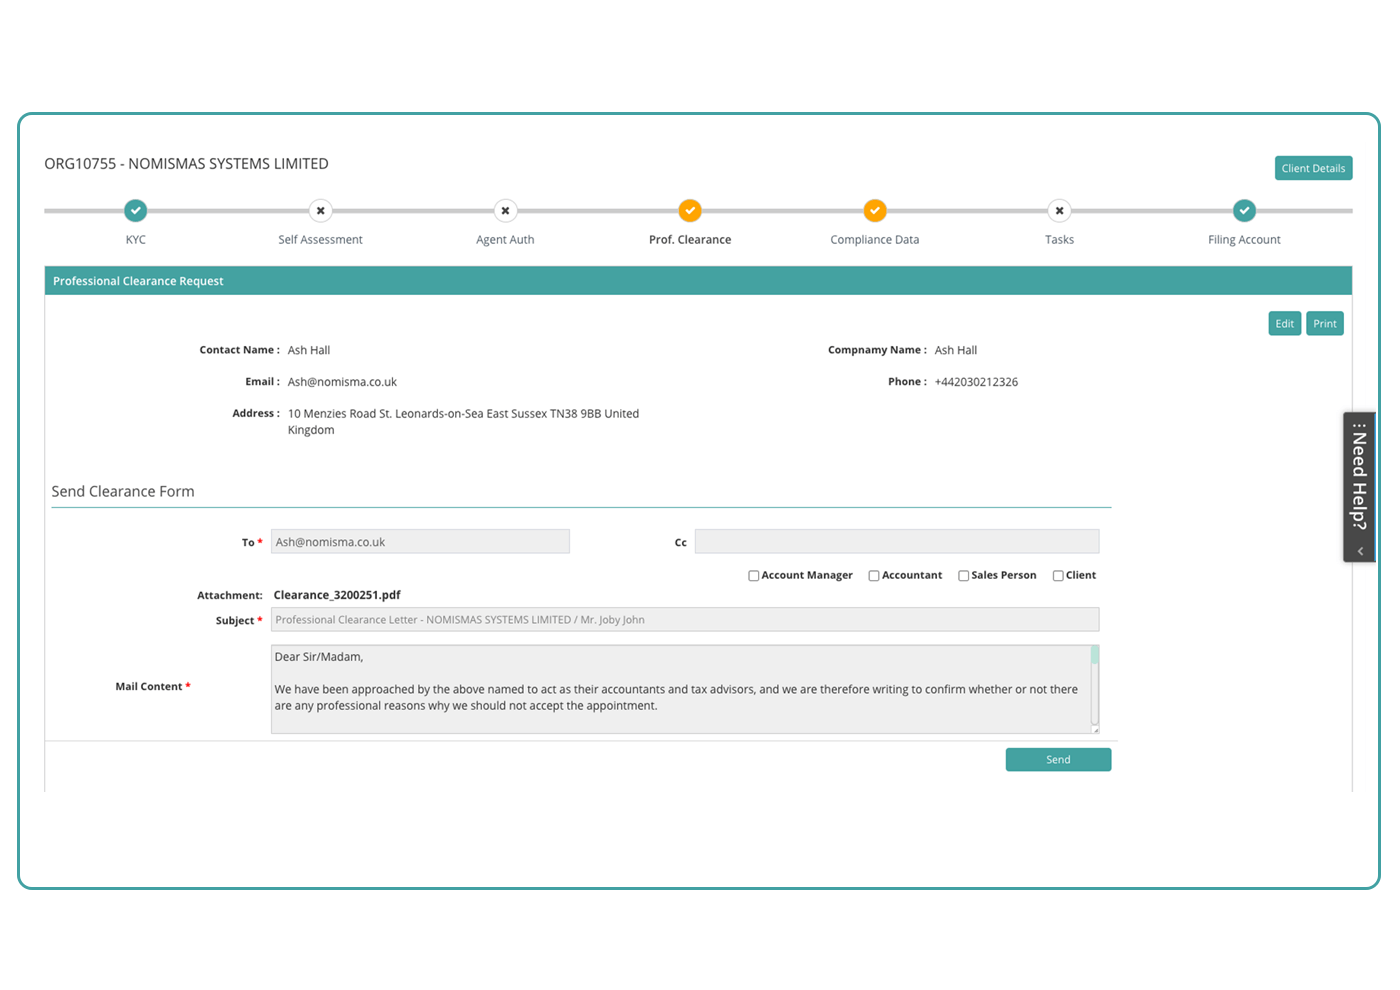 ORG10755 - NOMISMAS SYSTEMS LIMITED
Client Details
KYC
Self Assessment
Agent Auth
Prof. Clearance
Compliance Data
Tasks
Filing Account
Professional Clearance Request
Edit
Print
Contact Name : Ash Hall
Compnamy Name : Ash Hall
Email : Ash@nomisma.co.uk
Phone : +442030212326
Address : 10 Menzies Road St. Leonards-on-Sea East Sussex TN38 9BB United
Kingdom
Need Help?
Send Clearance Form
To * Ash@nomisma.co.uk
Cc
Account Manager
Accountant
Sales Person
Client
Attachment: Clearance_3200251.pdf
Subject * Professional Clearance Letter - NOMISMAS SYSTEMS LIMITED / Mr. Joby John
Mail Content *
Dear Sir/Madam,
We have been approached by the above named to act as their accountants and tax advisors, and we are therefore writing to confirm whether or not there
are any professional reasons why we should not accept the appointment.
Send